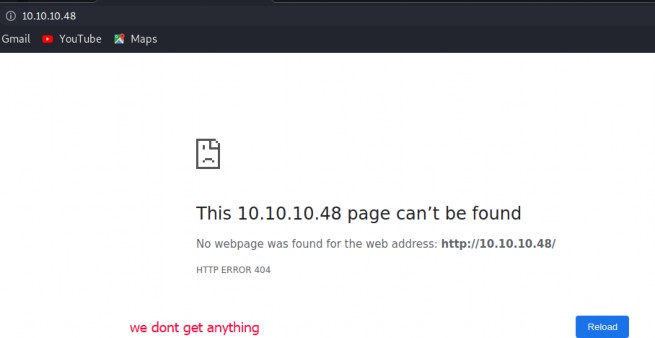 10.10.10.48
Gmail YouTube Maps
This 10.10.10.48 page can’t be found
No webpage was found for the web address: http://10.10.10.48/
HTTP ERROR 404
we dont get anything
Reload